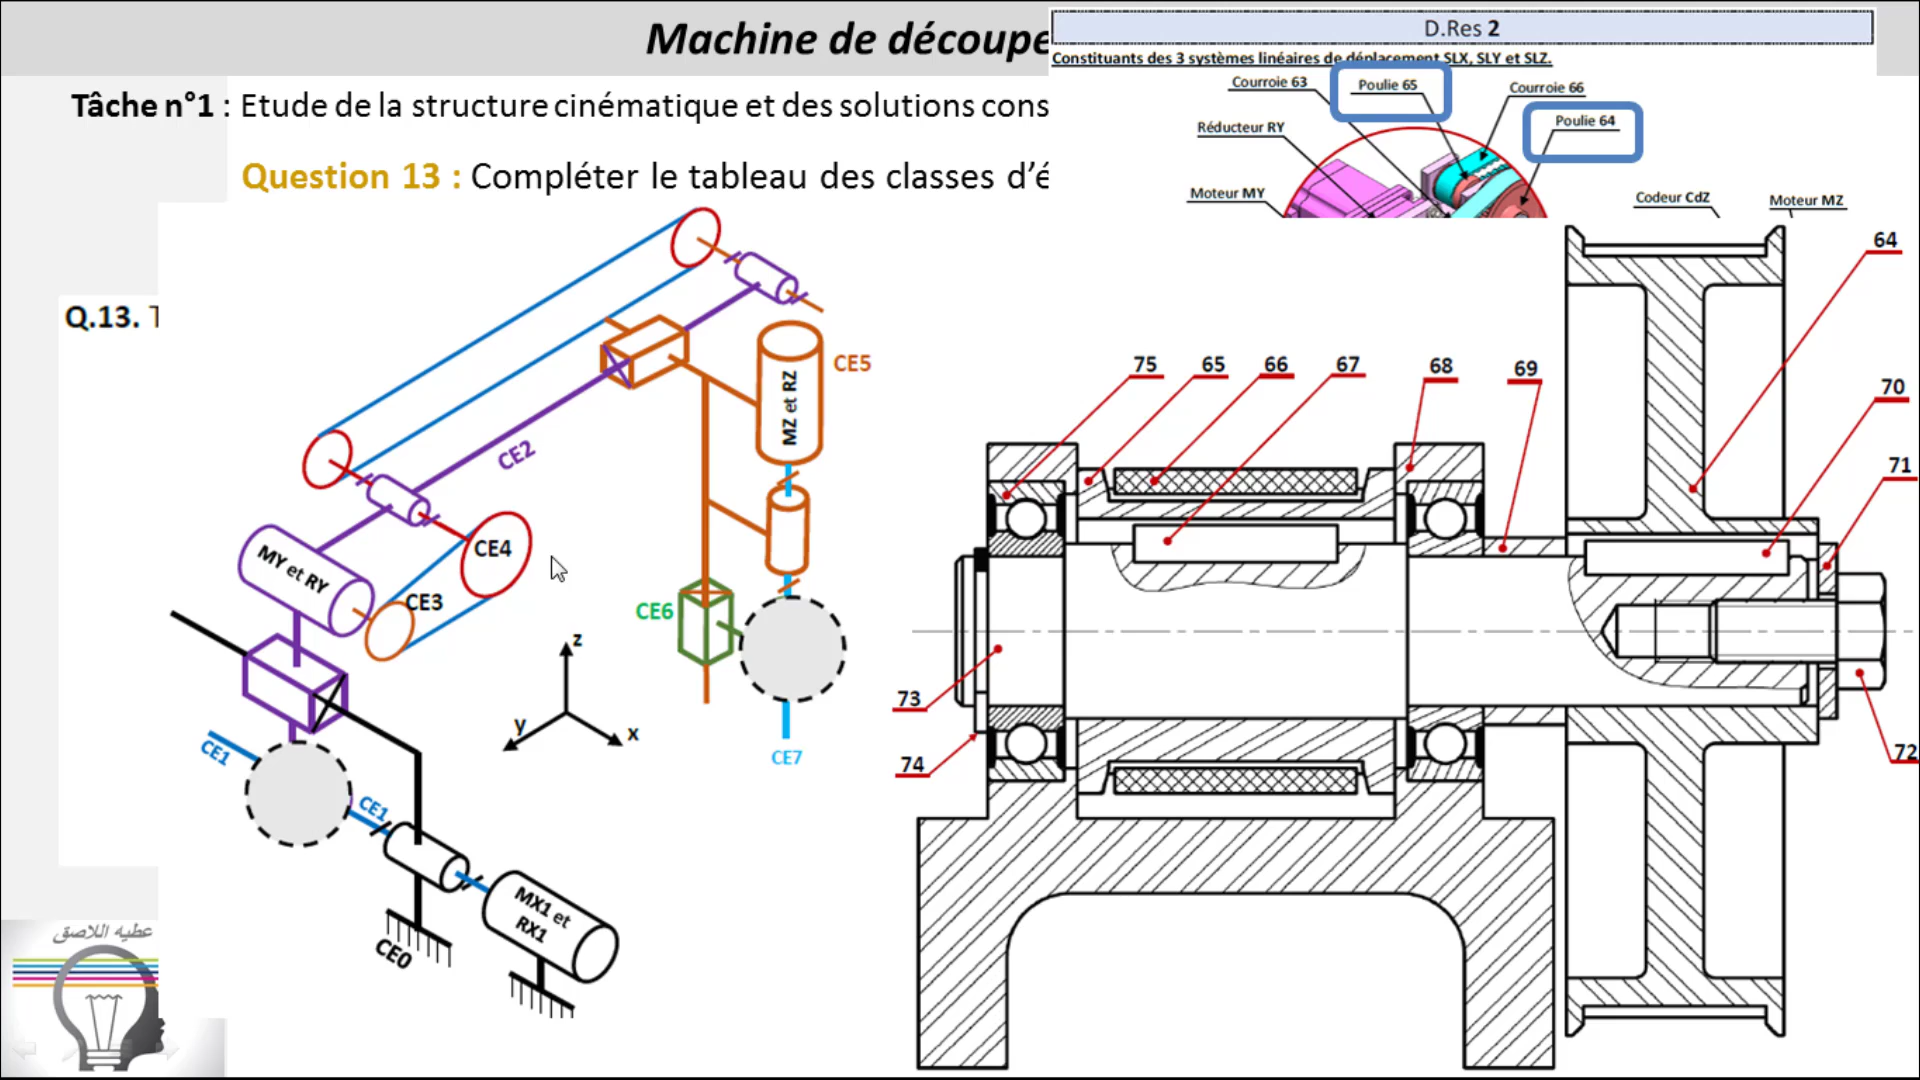 Machine de découpe
D.Res 2
Constituants des 3 systèmes linéaires de déplacement SLX, SLY et SLZ.
Tâche n°1 : Etude de la structure cinématique et des solutions cons
Courroie 63
Poulie 65
Courroie 66
Poulie 64
Réducteur RY
Moteur MY
Codeur CdZ
Moteur MZ
Question 13 : Compléter le tableau des classes d'é
Q.13.
CE5
MZ et RZ
CE2
CE4
MY et RY
CE3
CE6
z
y
x
CE1
CE7
CE1
MX1 et
RX1
CE0
64
75
65
66
67
68
69
70
71
73
74
72
عطيه اللاصق